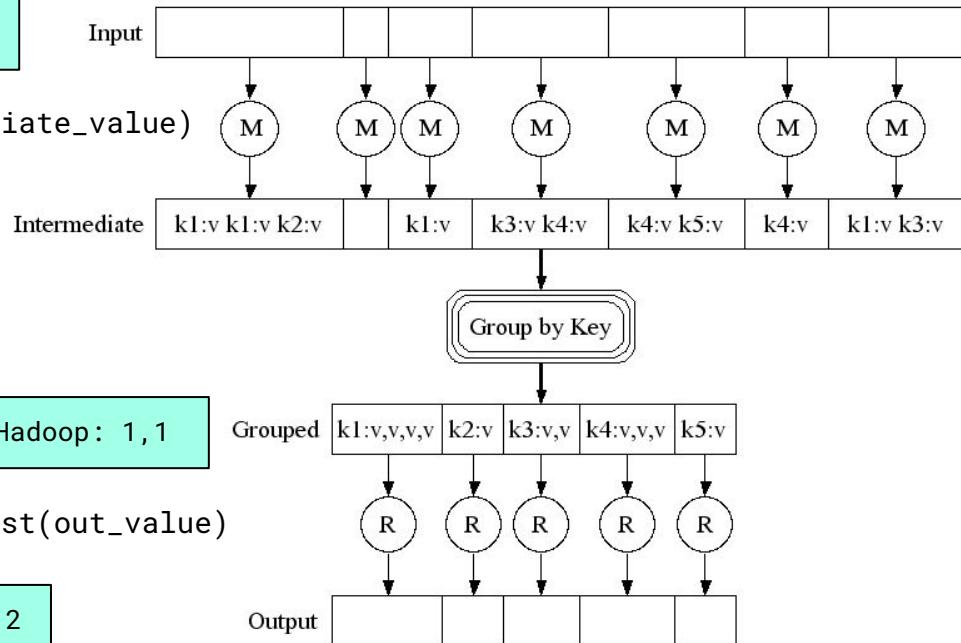 Input
iate_value)
M M M M M M M
Intermediate k1:v k1:v k2:v k1:v k3:v k4:v k4:v k5:v k4:v k1:v k3:v
Group by Key
Hadoop: 1,1
Grouped k1:v,v,v,v k2:v k3:v,v k4:v,v,v k5:v
st(out_value)
R R R R R
2
Output